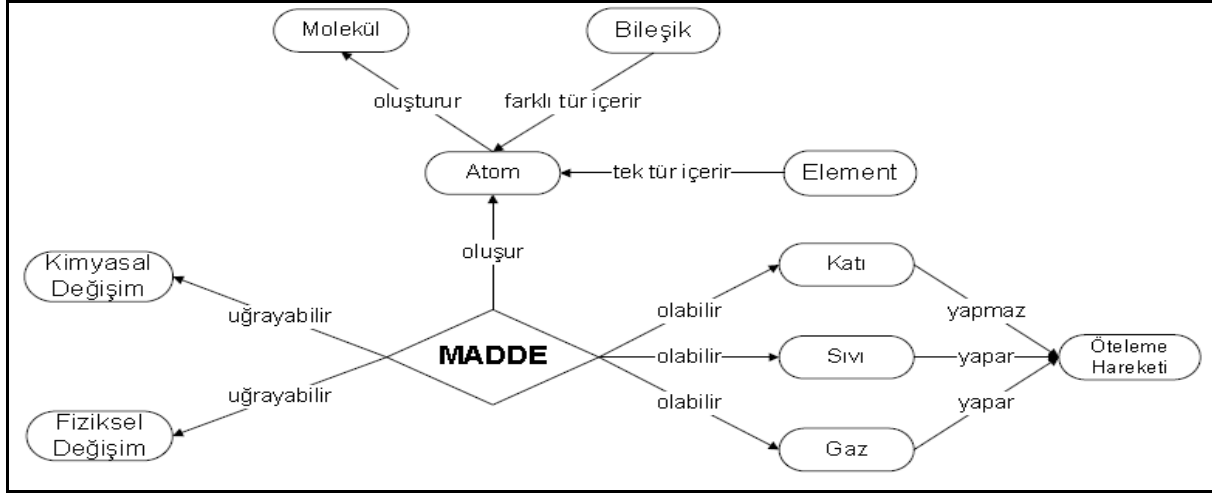 Molekül
Bileşik
oluşturur
farklı tür içerir
Atom
tek tür içerir
Element
oluşur
Kimyasal
Değişim
Katı
uğrayabilir
olabilir
yapmaz
MADDE
olabilir
Sıvı
yapar
Öteleme
Hareketi
uğrayabilir
olabilir
yapar
Fiziksel
Değişim
Gaz